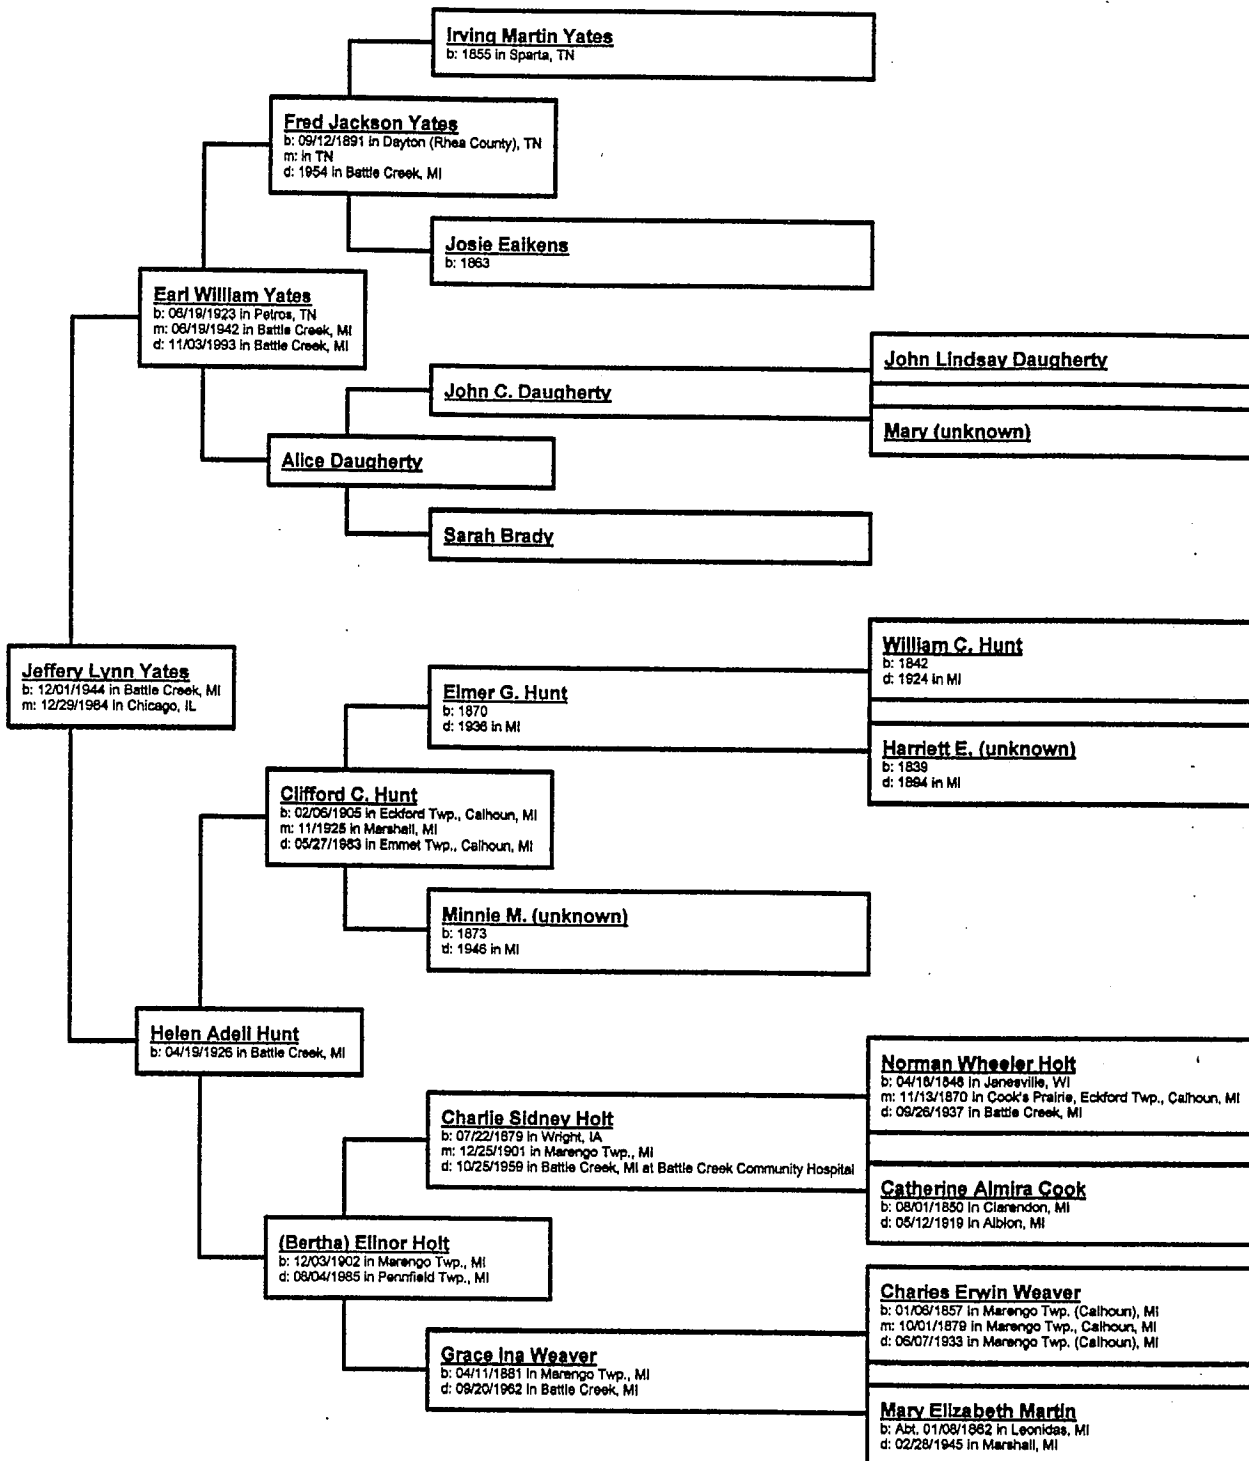 Irving Martin Yates
b: 1855 in Sparta, TN
Fred Jackson Yates
b: 09/12/1891 in Dayton (Rhea County), TN
m: in TN
d: 1954 in Battle Creek, MI
Josie Ealkens
b: 1863
Earl William Yates
b: 06/19/1923 in Petros, TN
m: 06/19/1942 in Battle Creek, MI
d: 11/03/1993 in Battle Creek, MI
John Lindsay Daugherty
John C. Daugherty
Mary (unknown)
Alice Daugherty
Sarah Brady
Jeffery Lynn Yates
b: 12/01/1944 in Battle Creek, MI
m: 12/29/1984 in Chicago, IL
William C. Hunt
b: 1842
d: 1924 in MI
Elmer G. Hunt
b: 1870
d: 1936 in MI
Harriett E. (unknown)
b: 1839
d: 1894 in MI
Clifford C. Hunt
b: 02/06/1905 in Eckford Twp., Calhoun, MI
m: 11/1925 in Marshall, MI
d: 05/27/1983 in Emmet Twp., Calhoun, MI
Minnie M. (unknown)
b: 1873
d: 1946 in MI
Helen Adell Hunt
b: 04/19/1926 in Battle Creek, MI
Norman Wheeler Holt
b: 04/16/1846 in Janesville, WI
m: 11/13/1870 in Cook's Prairie, Eckford Twp., Calhoun, MI
d: 09/26/1937 in Battle Creek, MI
Charlie Sidney Holt
b: 07/22/1879 in Wright, IA
m: 12/25/1901 in Marengo Twp., MI
d: 10/25/1959 in Battle Creek, MI at Battle Creek Community Hospital
Catherine Almira Cook
b: 08/01/1850 in Clarendon, MI
d: 05/12/1919 in Albion, MI
(Bertha) Elinor Holt
b: 12/03/1902 in Marengo Twp., MI
d: 08/04/1985 in Pennfield Twp., MI
Charles Erwin Weaver
b: 01/06/1857 in Marengo Twp. (Calhoun), MI
m: 10/01/1879 in Marengo Twp., Calhoun, MI
d: 06/07/1933 in Marengo Twp. (Calhoun), MI
Grace Ina Weaver
b: 04/11/1881 in Marengo Twp., MI
d: 09/20/1962 in Battle Creek, MI
Mary Elizabeth Martin
b: Abt. 01/08/1862 in Leonidas, MI
d: 02/28/1945 in Marshall, MI